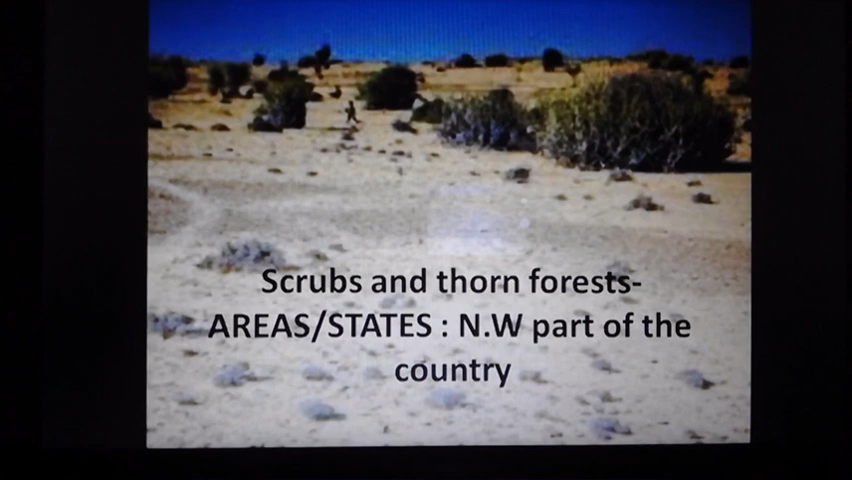 Scrubs and thorn forests-
AREAS/STATES : N.W part of the
country